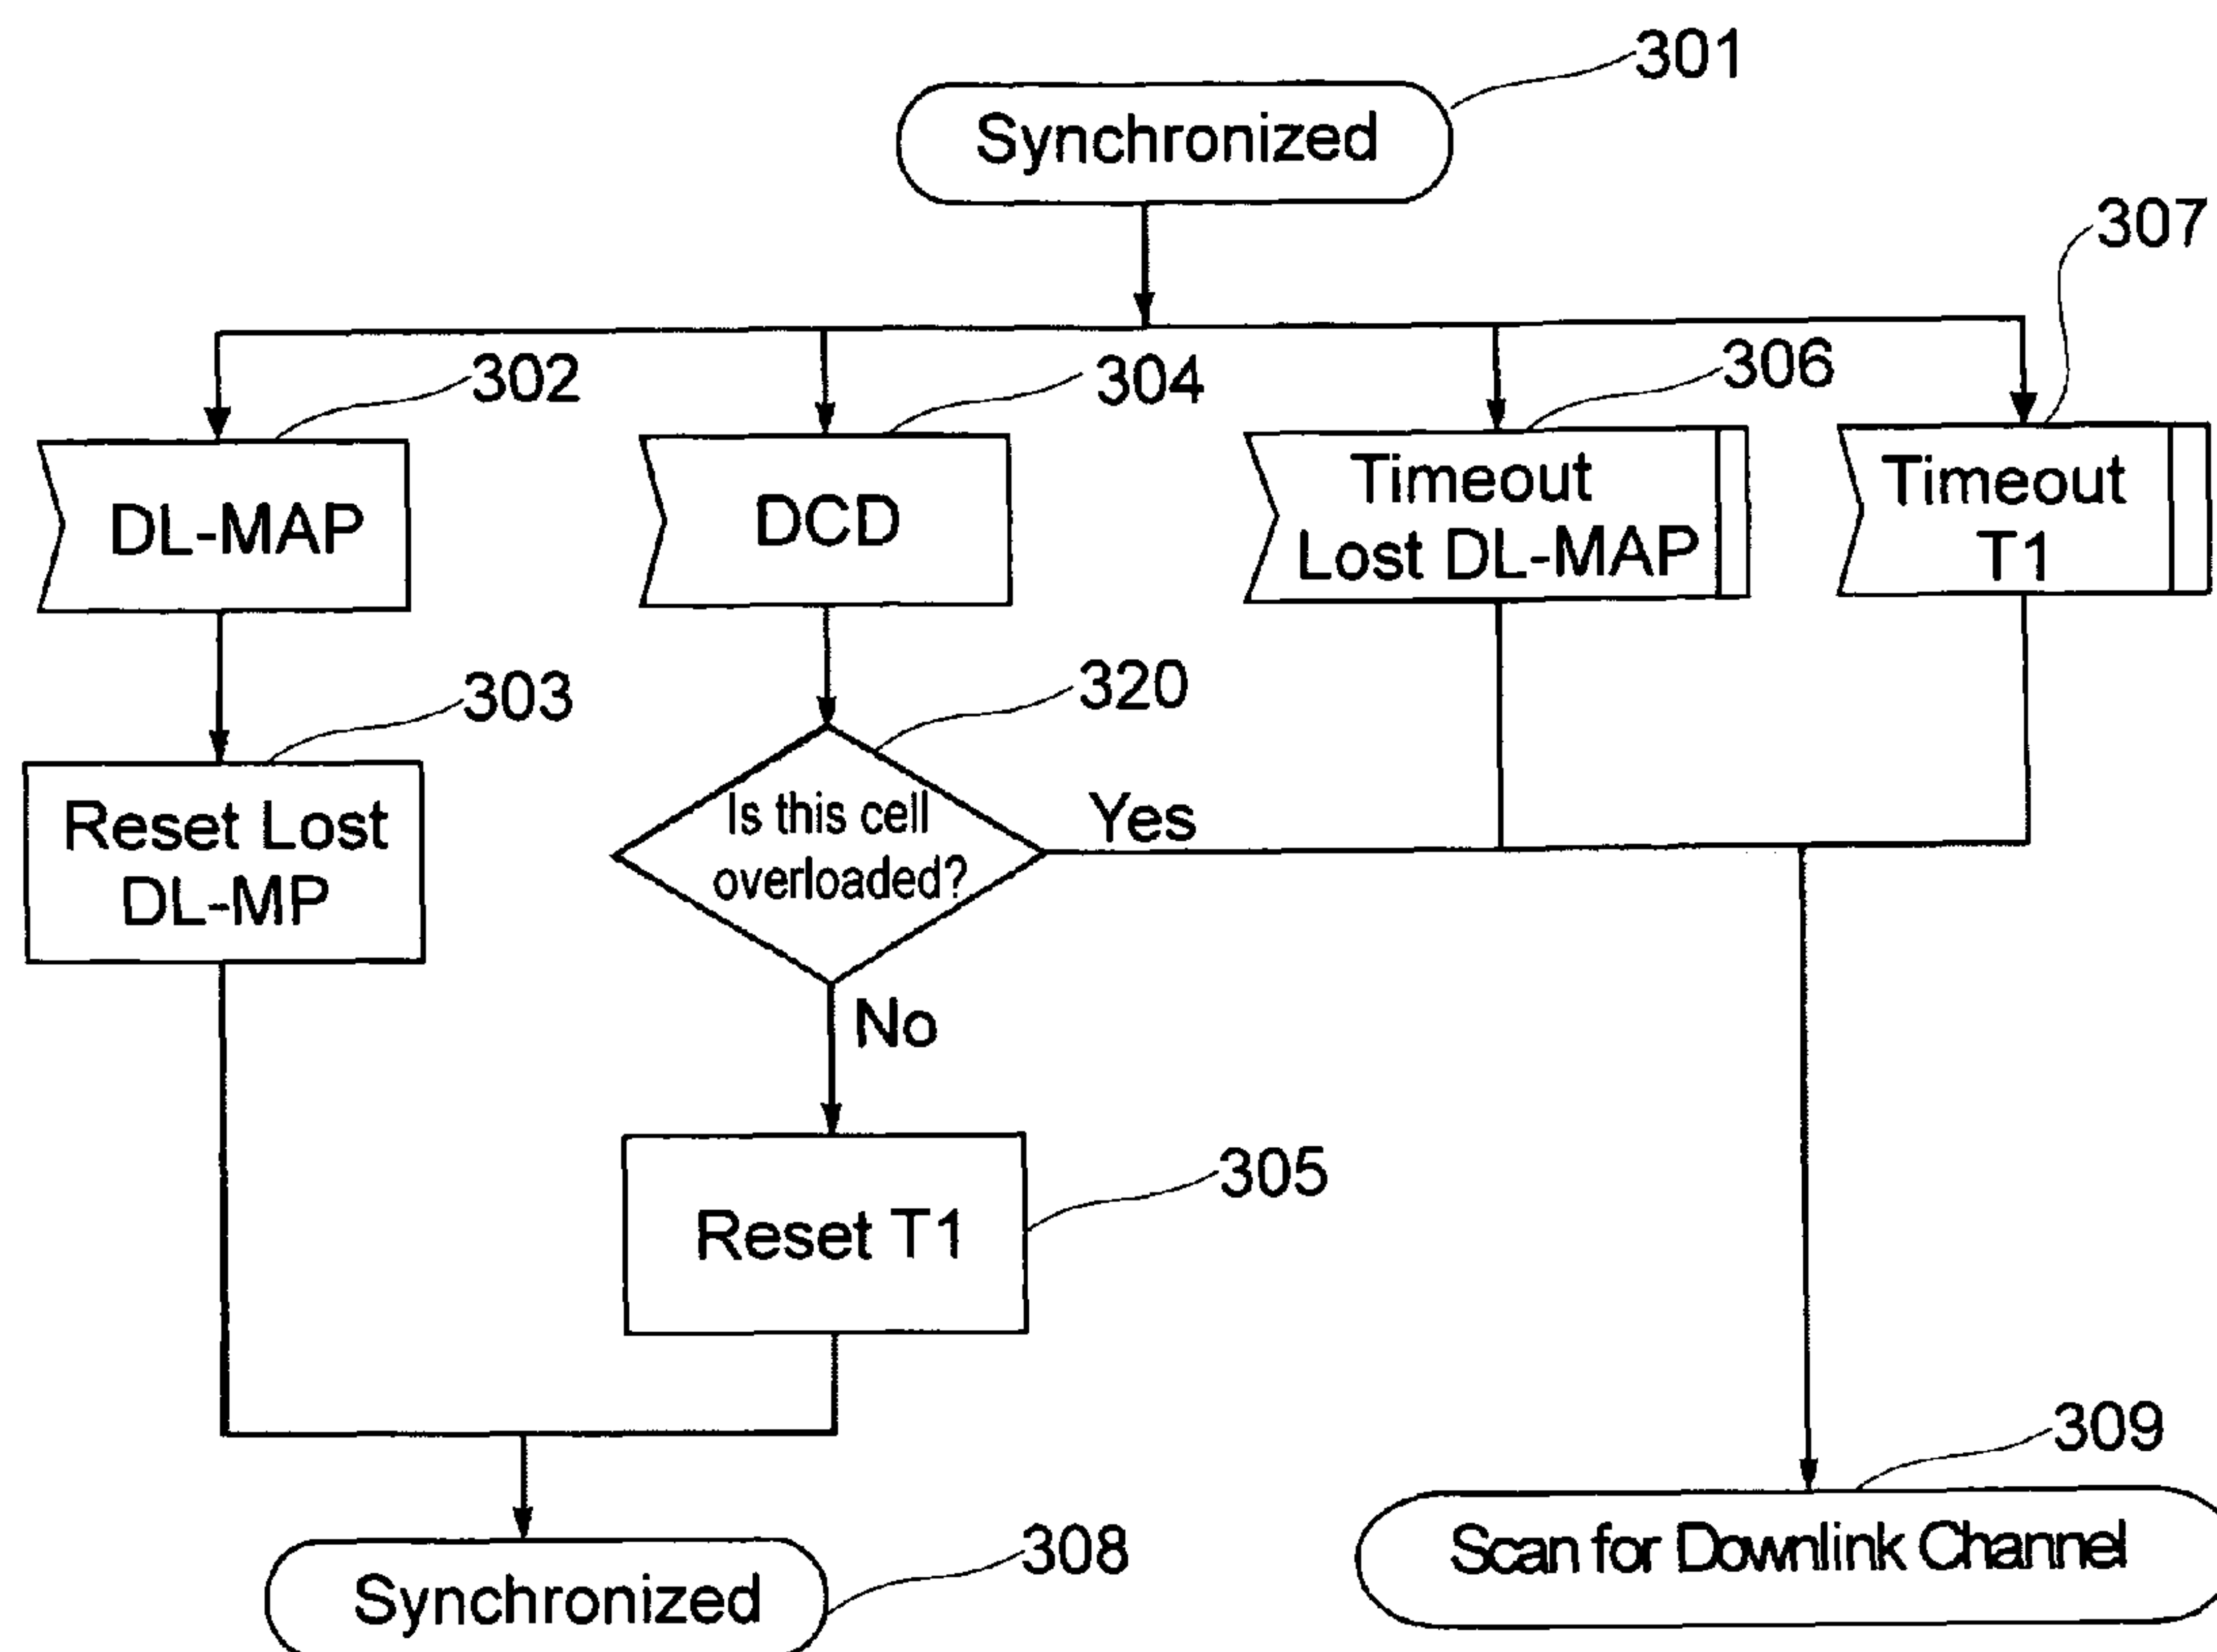 301
Synchronized
307
302
304
306
DL-MAP
DCD
Timeout
Lost DL-MAP
Timeout
T1
303
320
Reset Lost
DL-MP
Is this cell
overloaded?
Yes
No
305
Reset T1
309
308
Synchronized
Scan for Downlink Channel